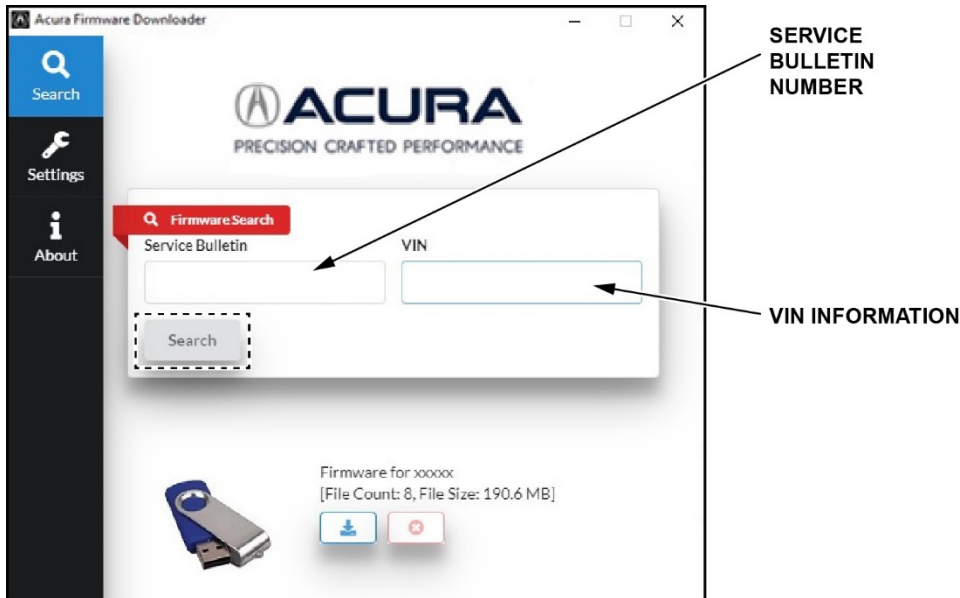 Acura Firmware Downloader
Search
Settings
About
ACURA
PRECISION CRAFTED PERFORMANCE
Firmware Search
Service Bulletin
VIN
Search
Firmware for xxxxx
[File Count: 8, File Size: 190.6 MB]
SERVICE
BULLETIN
NUMBER
VIN INFORMATION